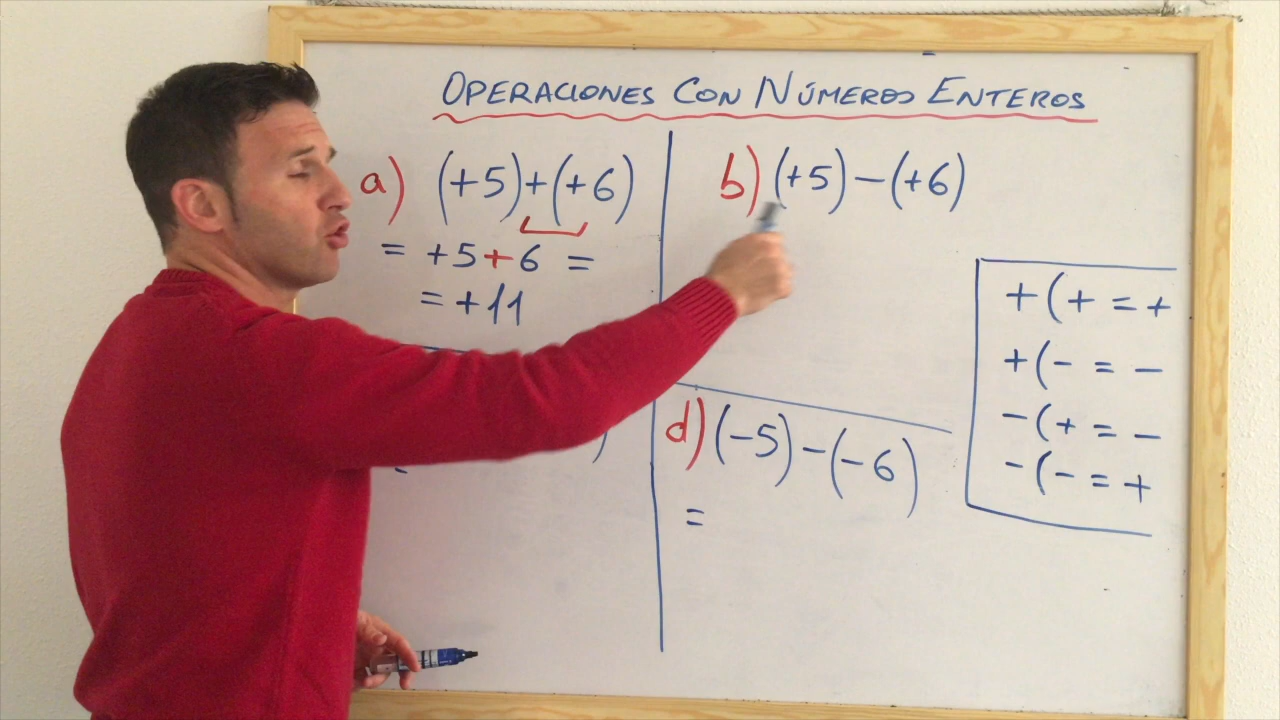 OPERACIONES CON NÚMEROS ENTEROS
a) (+5)+(+6)
= +5+6 =
= +11
b) (+5)-(+6)
d) (-5)-(-6)
=
+(+ = +
+(- = -
-(+ = -
-(- = +